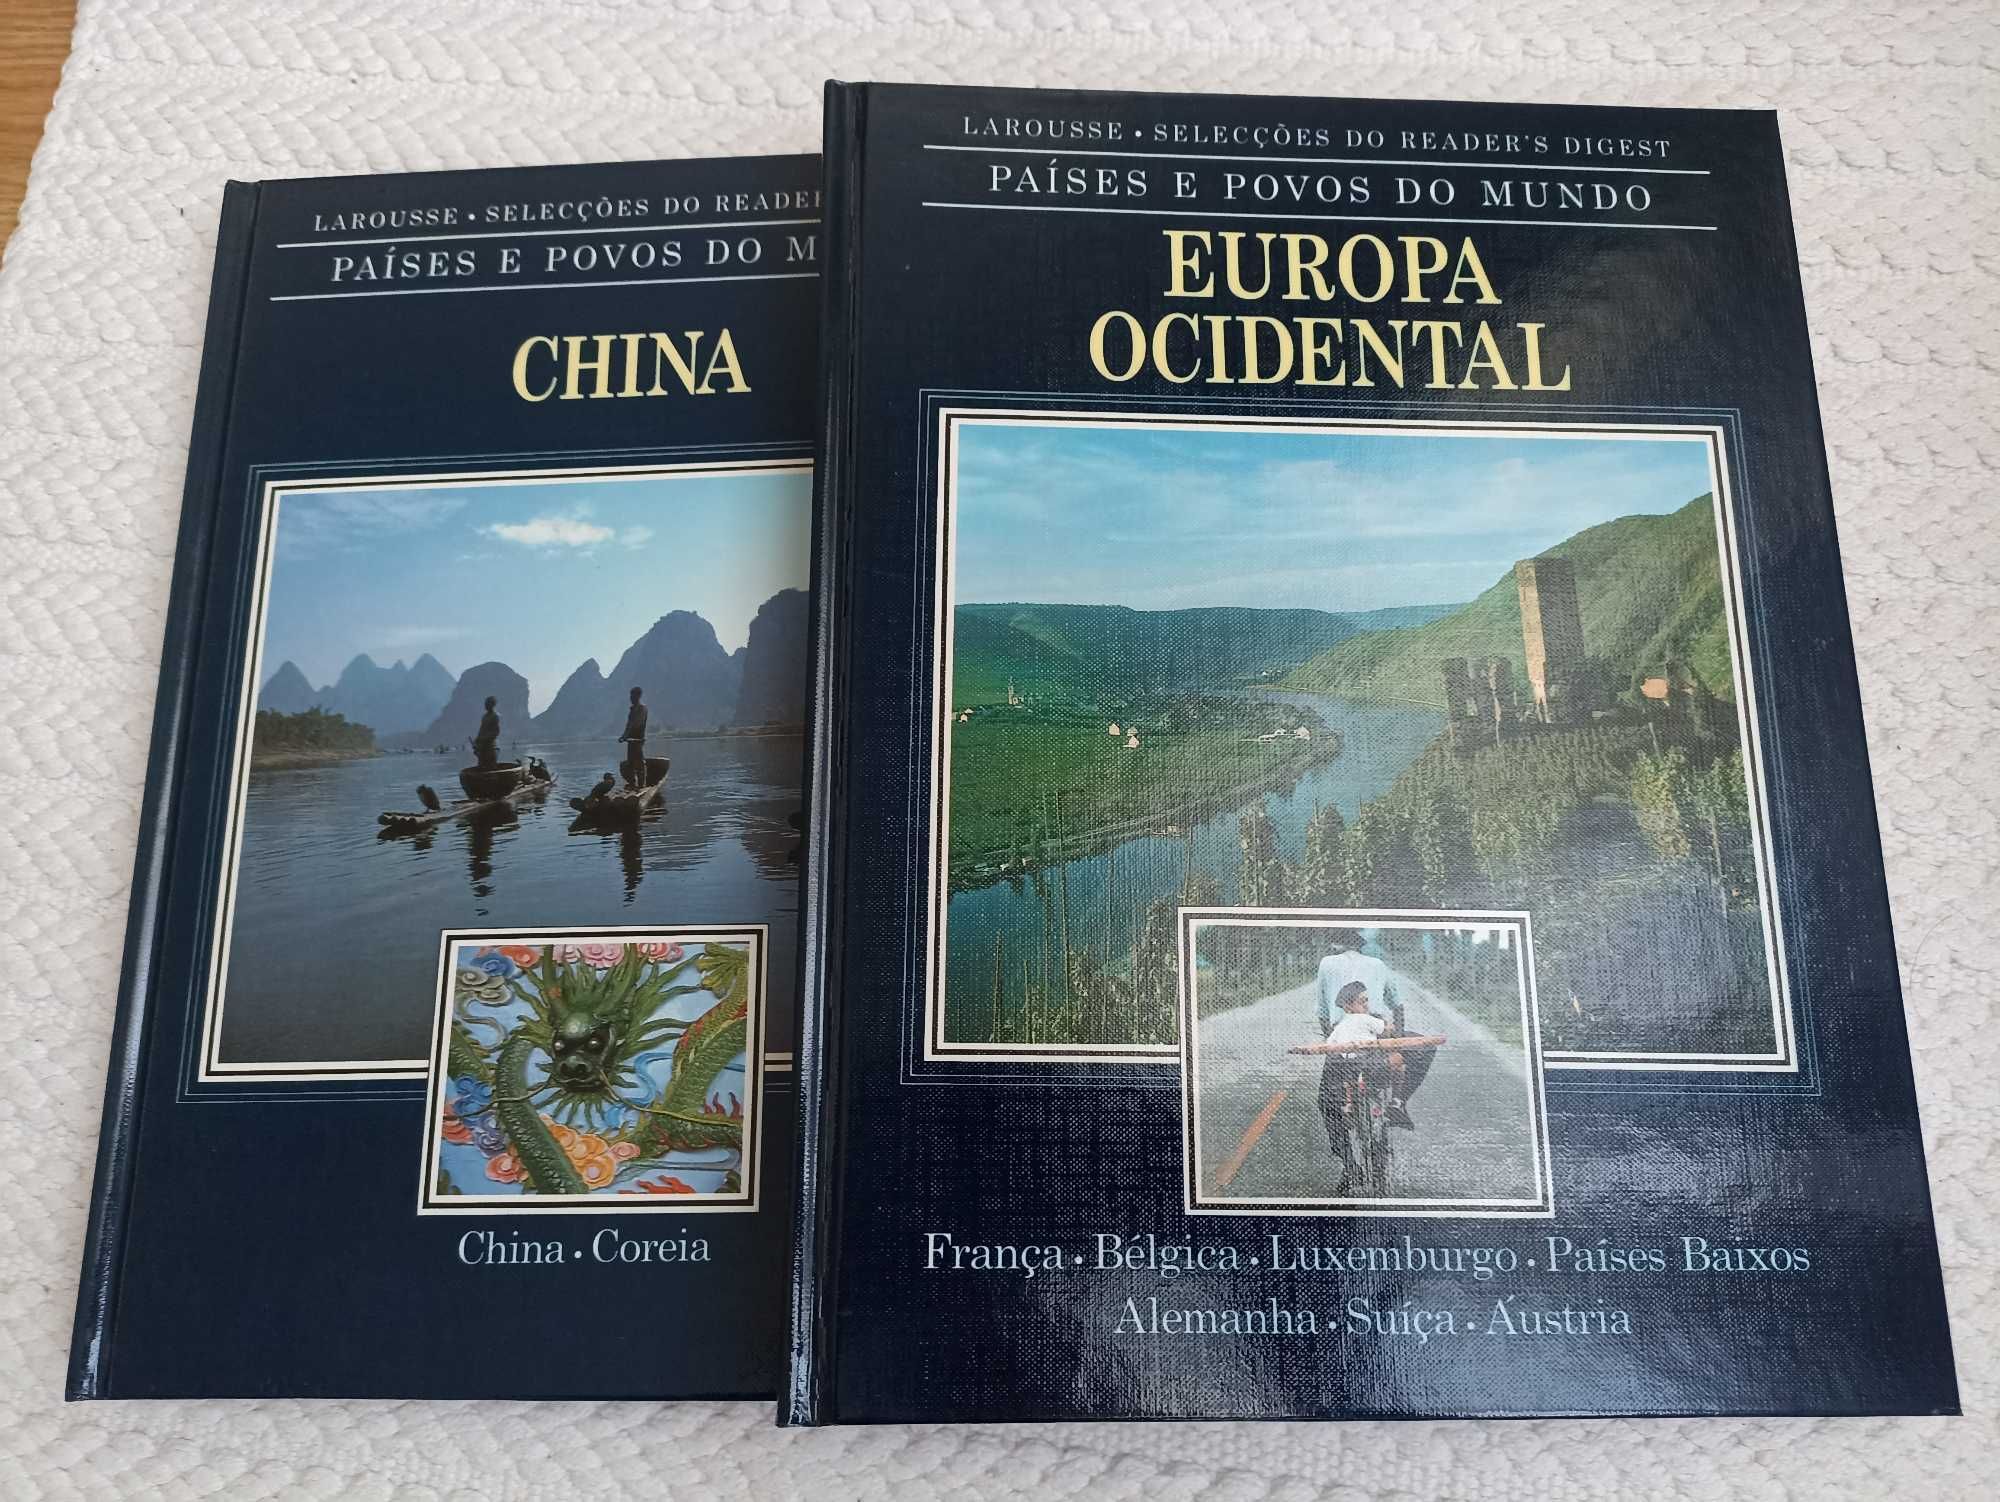 LAROUSSE • SELECÇÕES DO READER
PAÍSES E POVOS DO M
CHINA
China • Coreia
LAROUSSE • SELECÇÕES DO READER'S DIGEST
PAÍSES E POVOS DO MUNDO
EUROPA
OCIDENTAL
França • Bélgica • Luxemburgo • Países Baixos
Alemanha • Suíça • Áustria